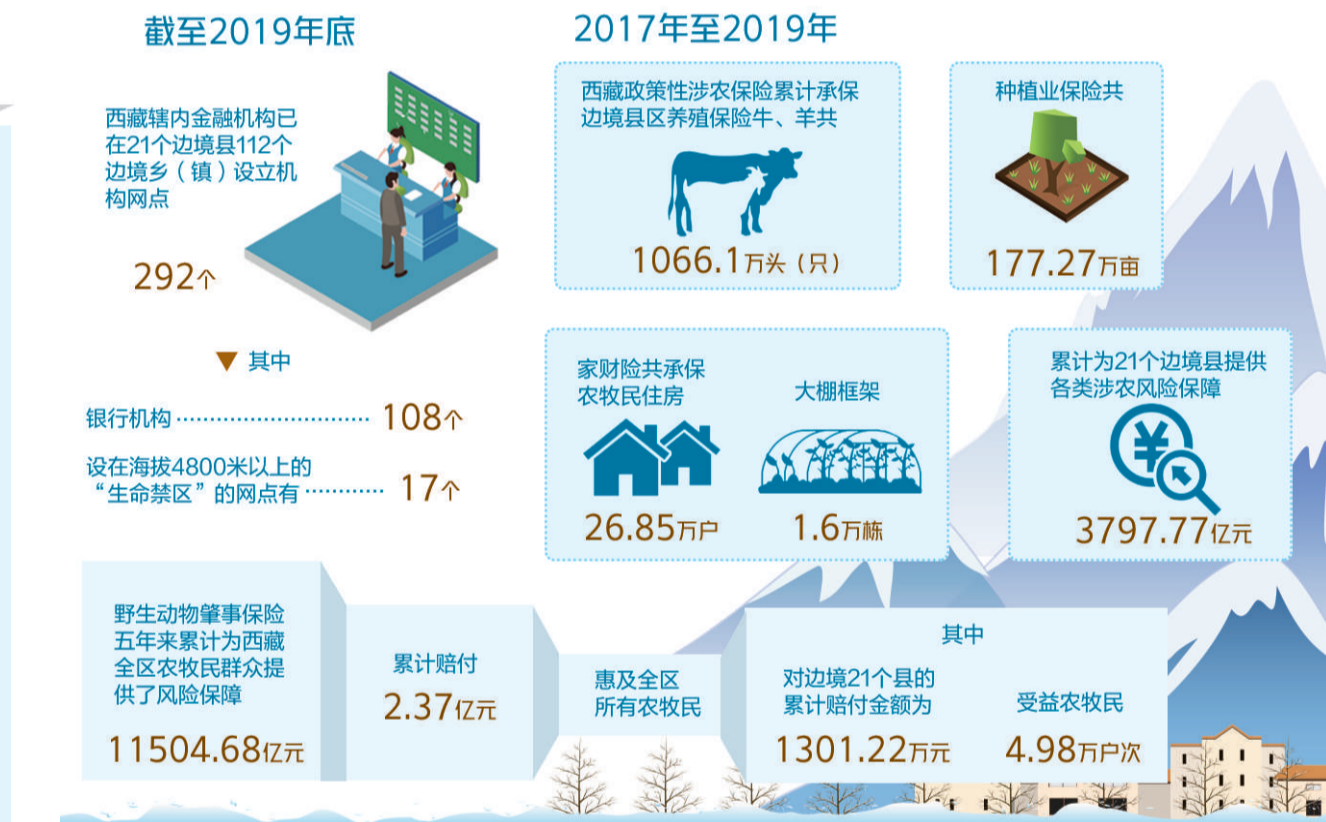 截至2019年底
西藏辖内金融机构已
在21个边境县112个
边境乡（镇）设立机
构网点
292个
其中
银行机构 108个
设在海拔4800米以上的
“生命禁区”的网点有 17个
2017年至2019年
西藏政策性涉农保险累计承保
边境县区养殖保险牛、羊共
1066.1万头（只）
种植业保险共
177.27万亩
家财险共承保
农牧民住房
26.85万户
大棚框架
1.6万栋
累计为21个边境县提供
各类涉农风险保障
3797.77亿元
野生动物肇事保险
五年来累计为西藏
全区农牧民群众提
供了风险保障
11504.68亿元
累计赔付
2.37亿元
惠及全区
所有农牧民
其中
对边境21个县的
累计赔付金额为
1301.22万元
受益农牧民
4.98万户次